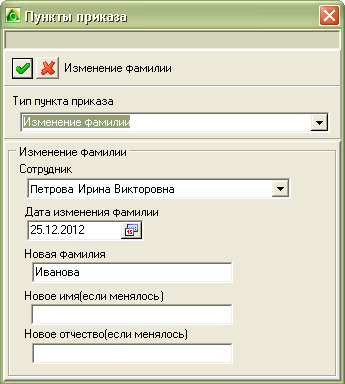 Пункты приказа
Изменение фамилии
Тип пункта приказа
Изменение фамилии
Изменение фамилии
Сотрудник
Петрова Ирина Викторовна
Дата изменения фамилии
25.12.2012
Новая фамилия
Иванова
Новое имя(если менялось)
Новое отчество(если менялось)